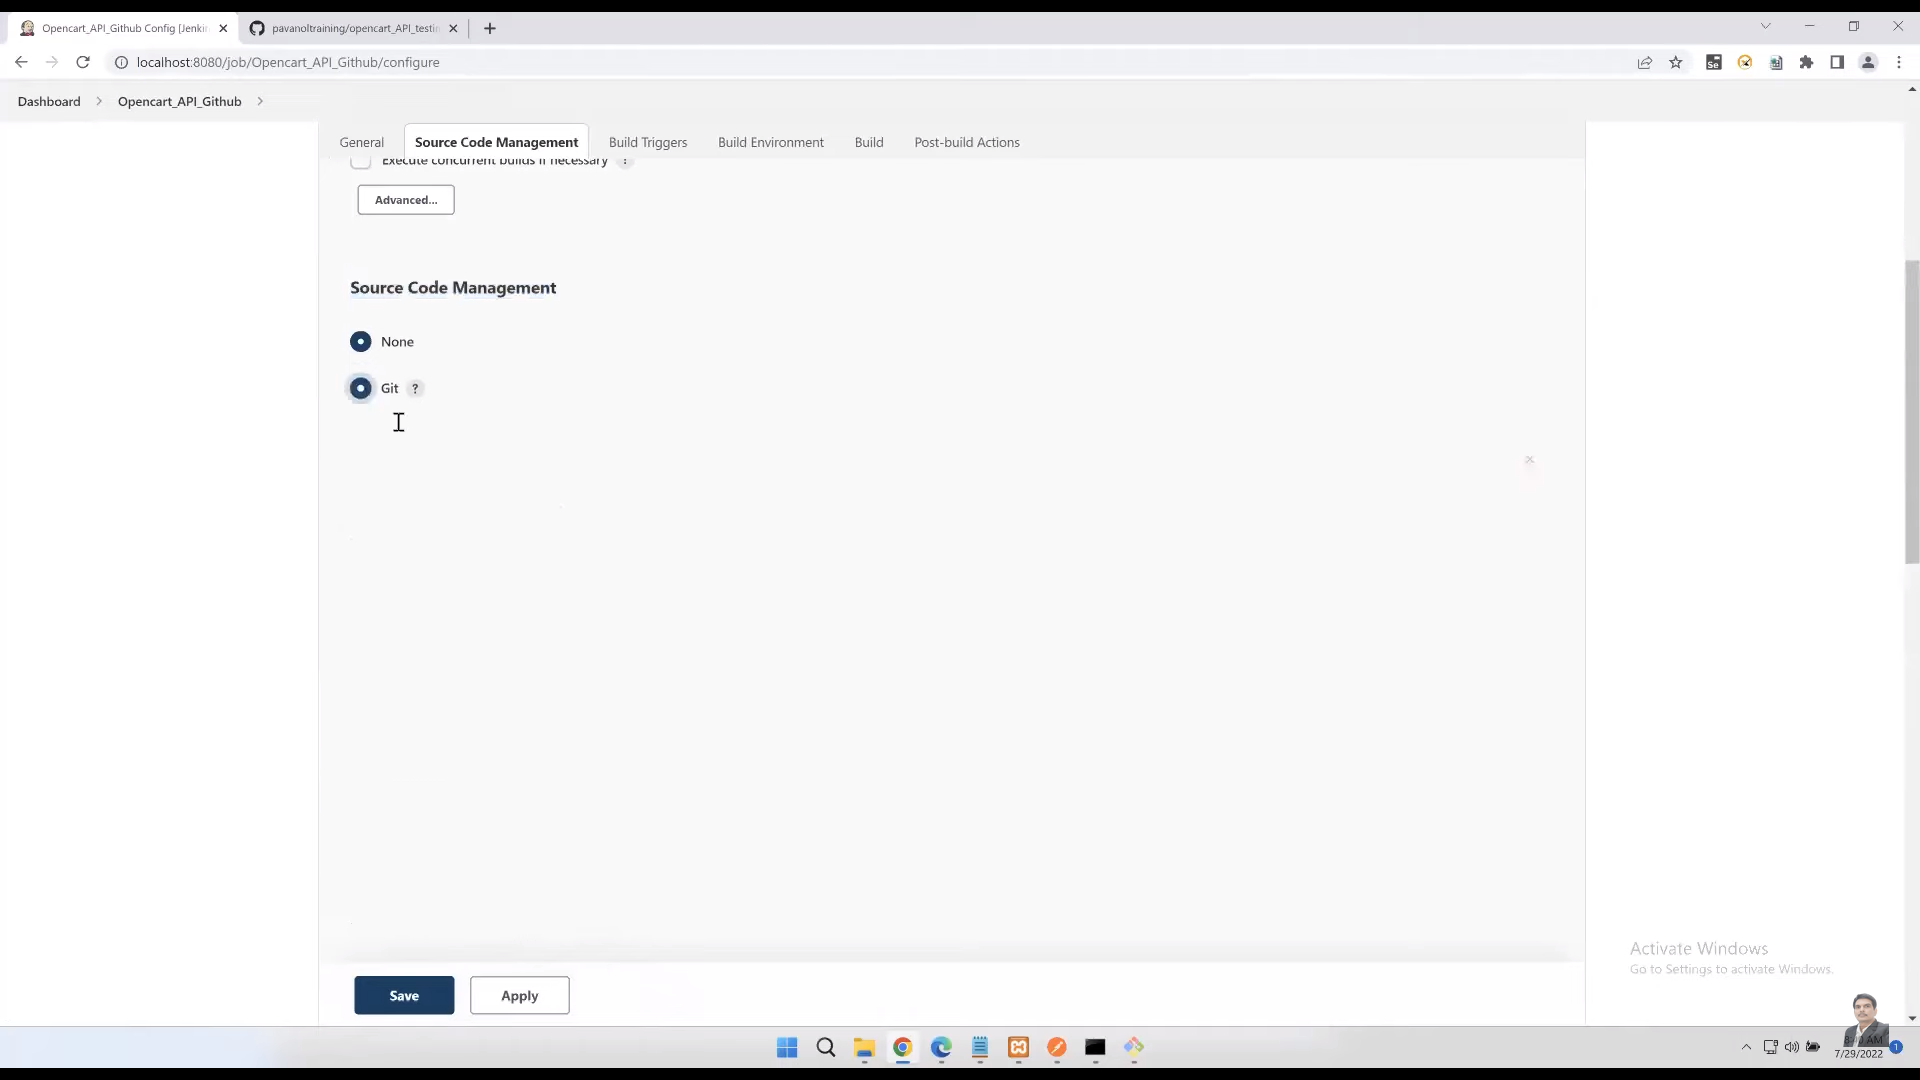 Opencart_API_Github Config [Jenki
pavanoltraining/opencart_API_testi
localhost:8080/job/Opencart_API_Github/configure
Dashboard
Opencart_API_Github
General
Source Code Management
Build Triggers
Build Environment
Build
Post-build Actions
Execute concurrent builds if necessary ?
Advanced...
Source Code Management
None
Git ?
Save
Apply
Activate Windows
Go to Settings to activate Windows.
7/29/2022
1